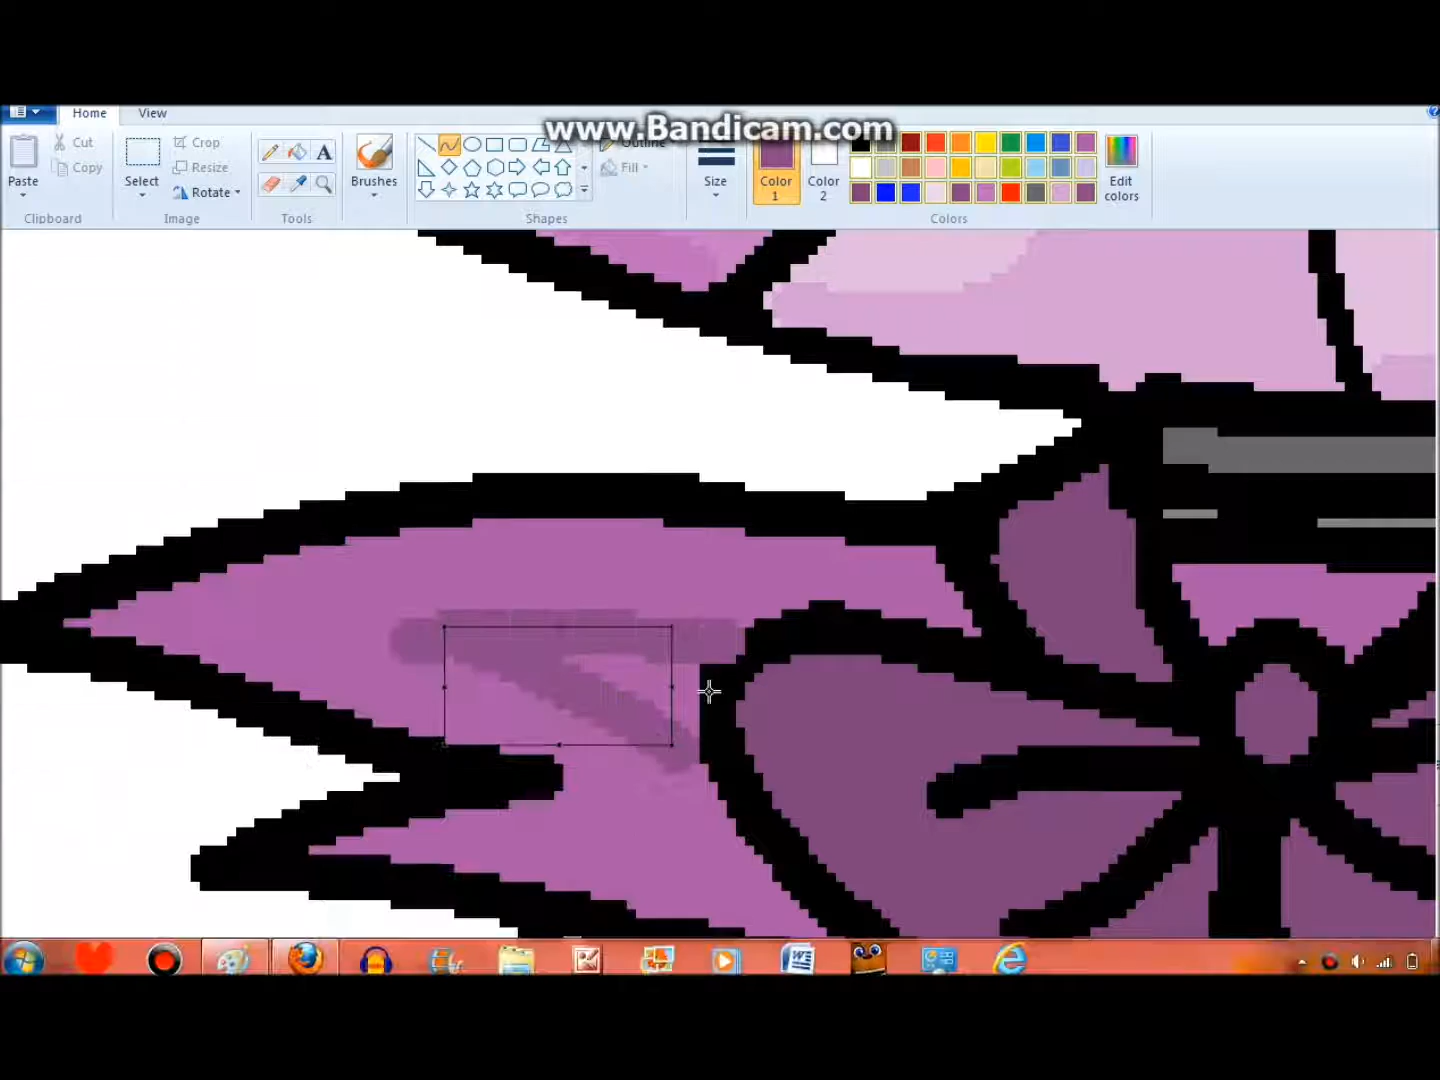 Home View
www.Bandicam.com
Cut
Copy
Paste
Crop
Resize
Rotate
Select
Brushes
Outline
Fill
Size
Color
1
Color
2
Edit
colors
Clipboard Image Tools Shapes Colors